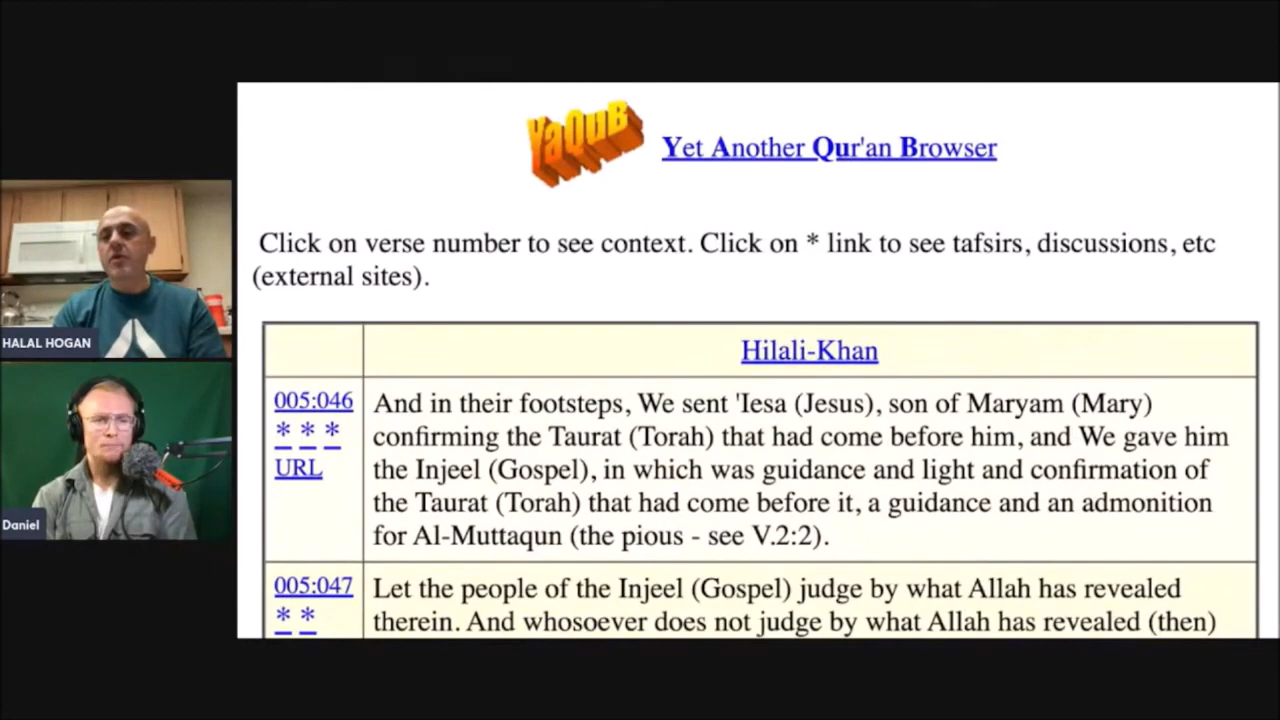 YaQuB
Yet Another Qur'an Browser
Click on verse number to see context. Click on * link to see tafsirs, discussions, etc
(external sites).
Hilali-Khan
005:046
* * *
URL
And in their footsteps, We sent 'Iesa (Jesus), son of Maryam (Mary)
confirming the Taurat (Torah) that had come before him, and We gave him
the Injeel (Gospel), in which was guidance and light and confirmation of
the Taurat (Torah) that had come before it, a guidance and an admonition
for Al-Muttaqun (the pious - see V.2:2).
005:047
* *
Let the people of the Injeel (Gospel) judge by what Allah has revealed
therein. And whosoever does not judge by what Allah has revealed (then)
HALAL HOGAN
Daniel